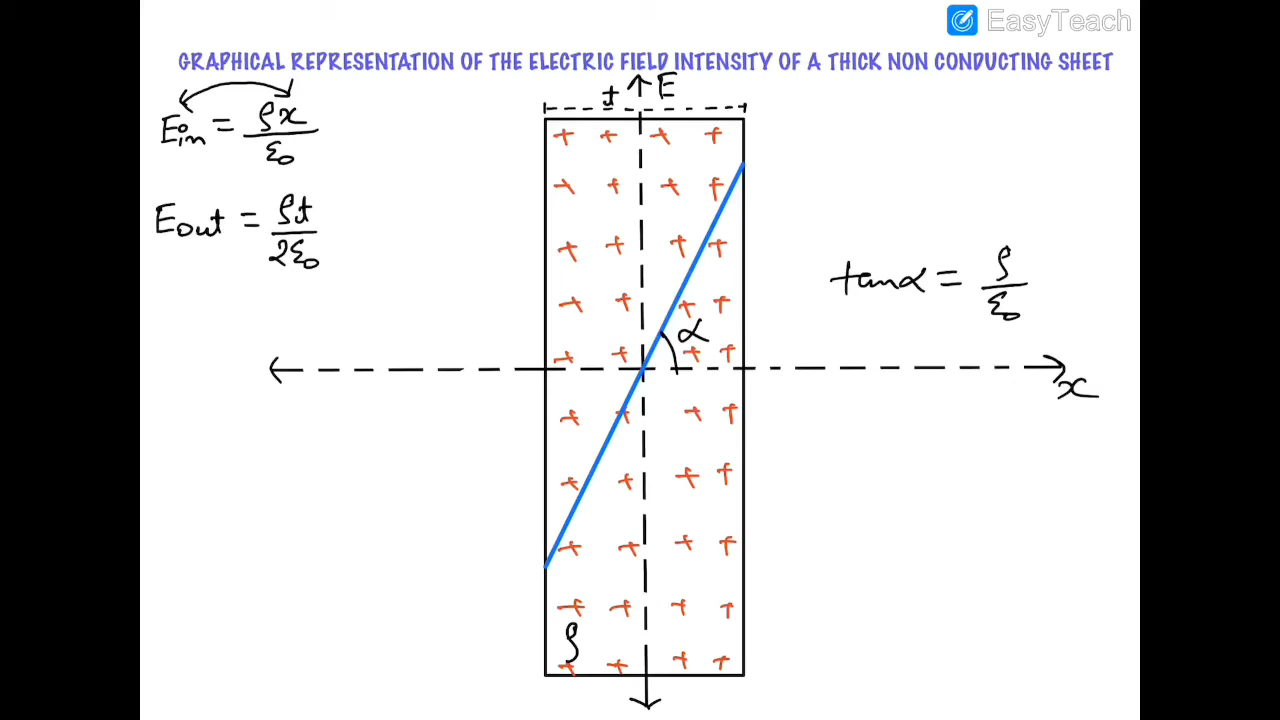 EasyTeach
GRAPHICAL REPRESENTATION OF THE ELECTRIC FIELD INTENSITY OF A THICK NON CONDUCTING SHEET
t
E
Ein = ρx/ε0
Eout = ρt/2ε0
tanα = ρ/ε0
α
x
ρ